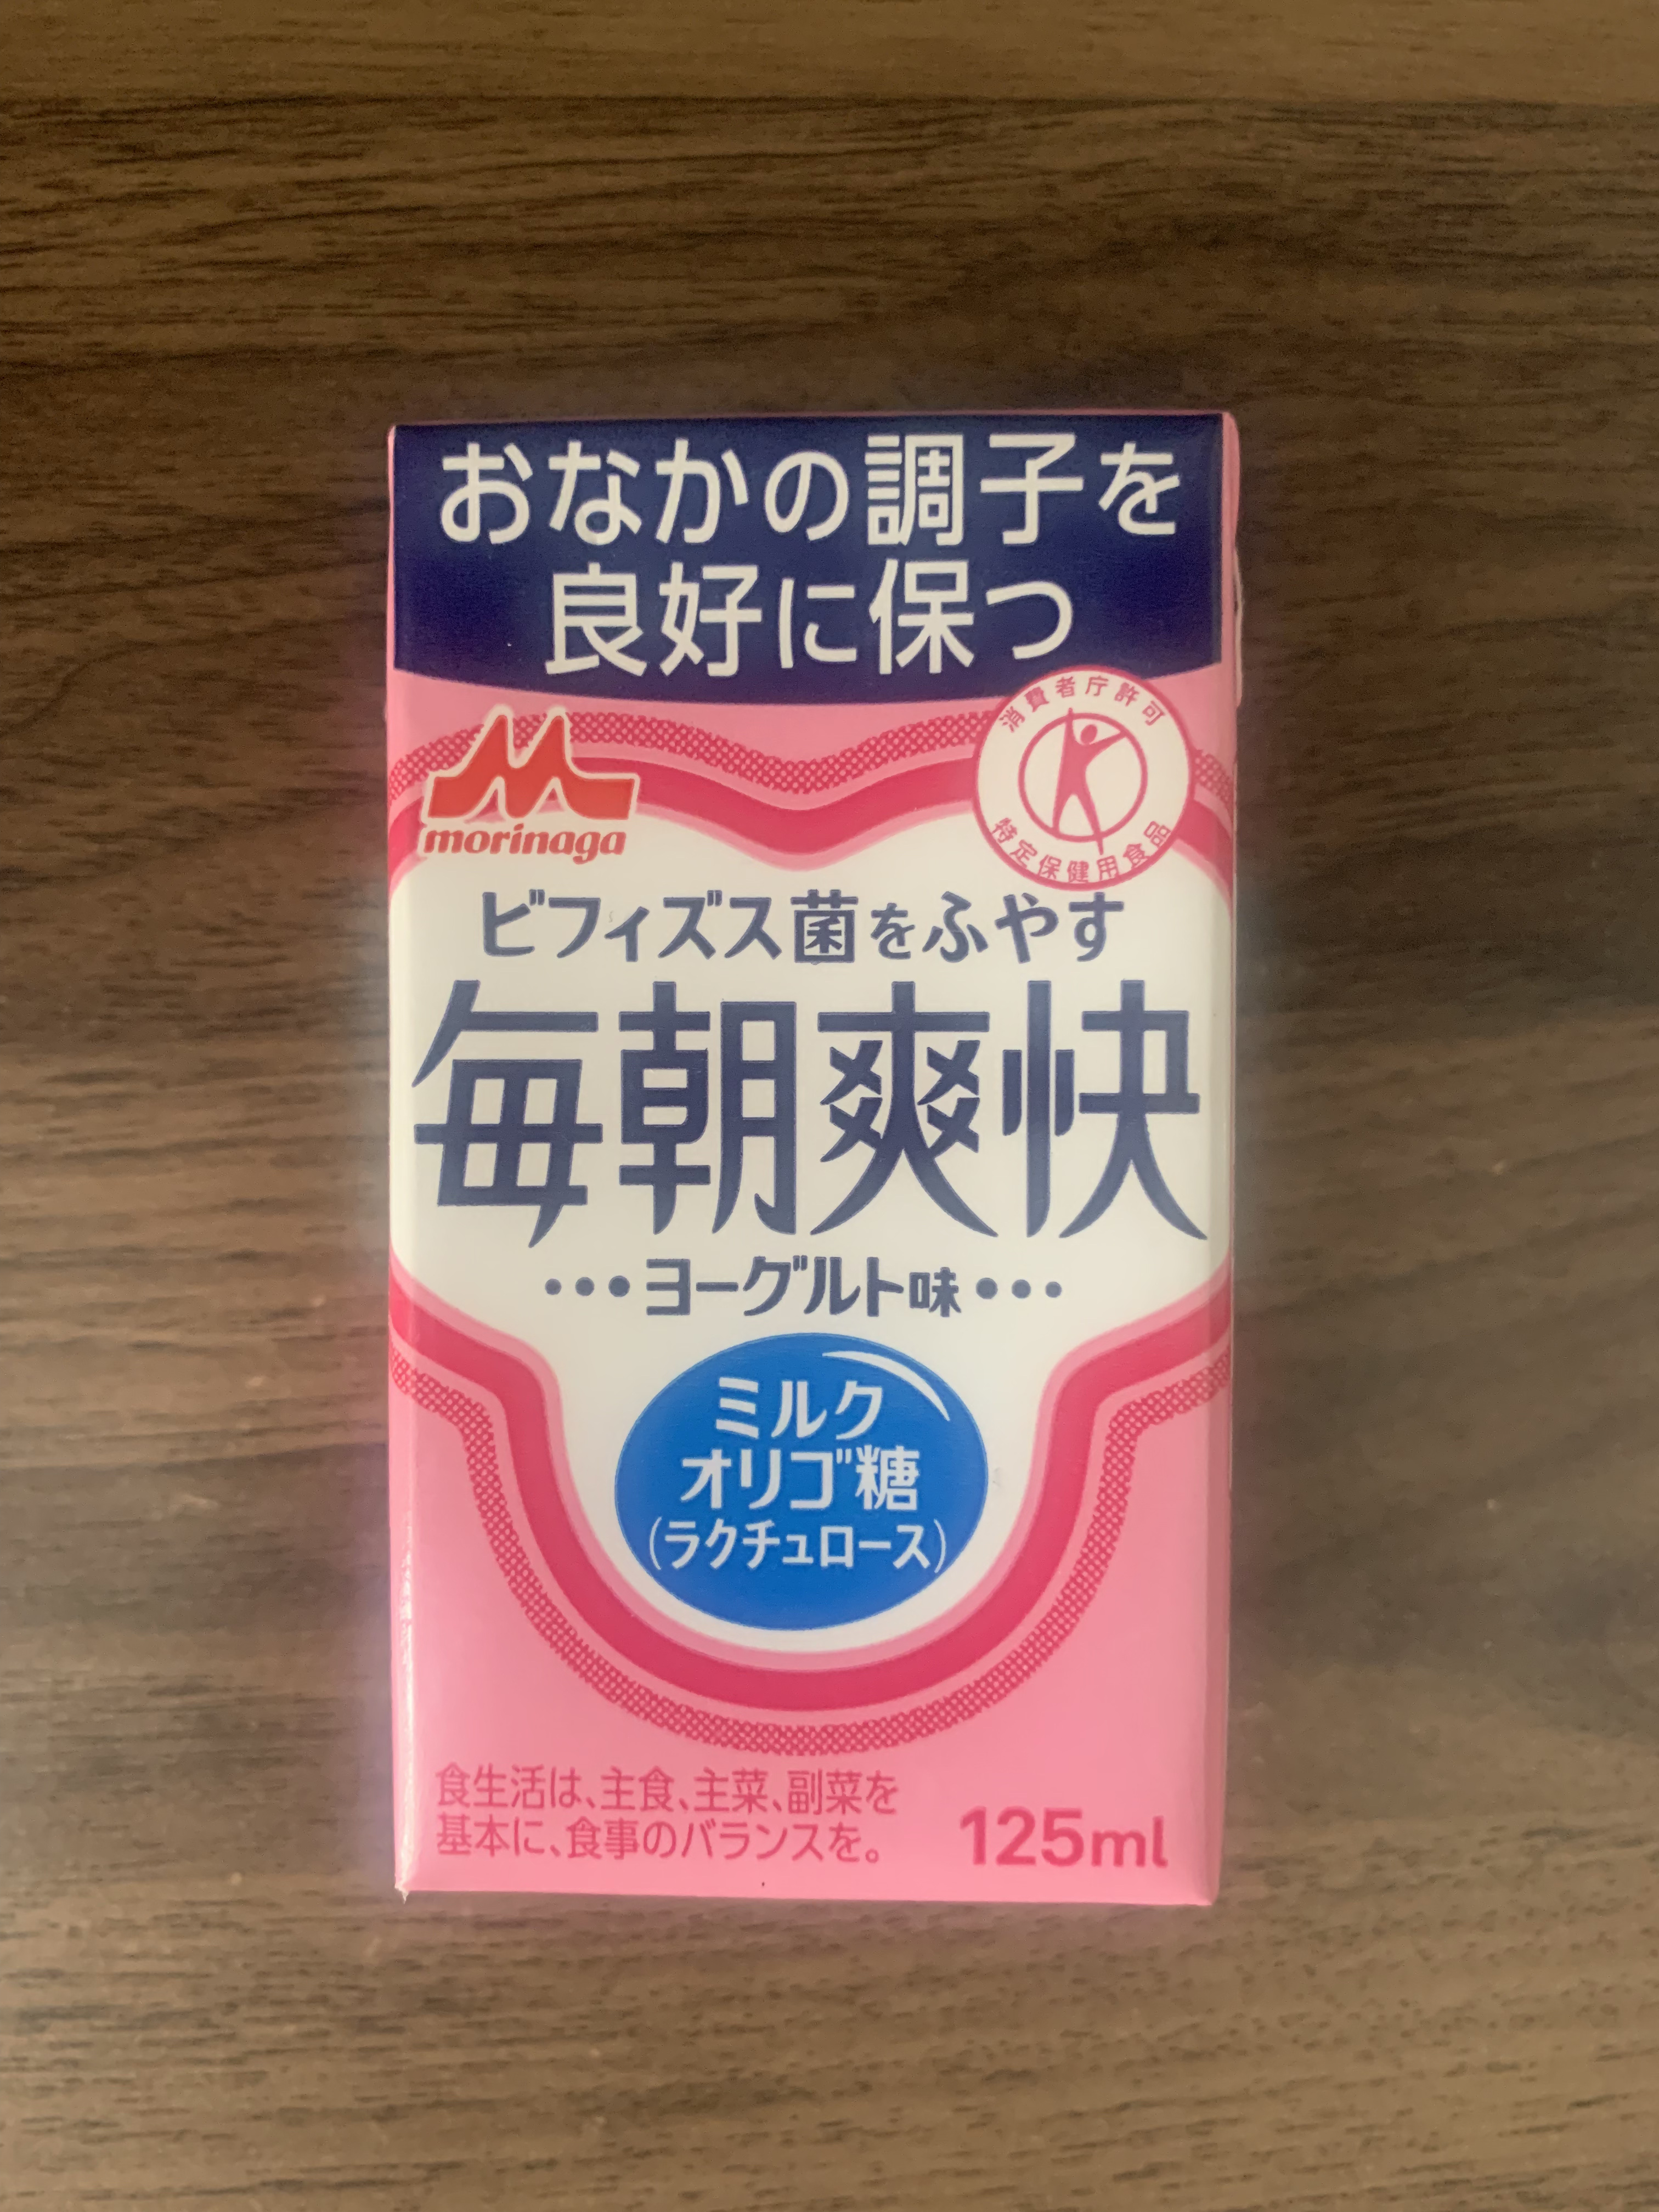 おなかの調子を
良好に保つ
morinaga
消費者庁許可
特定保健用食品
ビフィズス菌をふやす
毎朝爽快
•••ヨーグルト味•••
ミルク
オリゴ糖
(ラクチュロース)
食生活は、主食、主菜、副菜を
基本に、食事のバランスを。
125ml